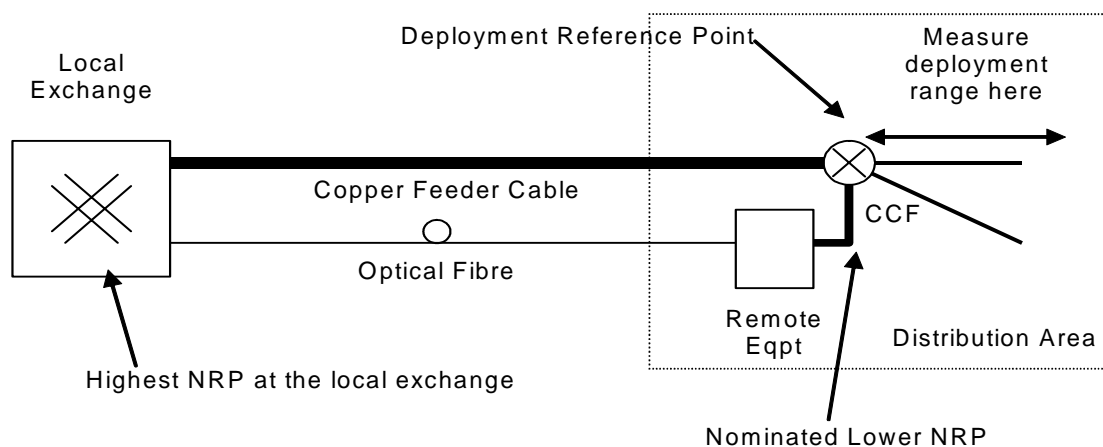 Deployment Reference Point
Measure
deployment
range here
Local
Exchange
Copper Feeder Cable
CCF
Optical Fibre
Remote
Eqpt
Distribution Area
Highest NRP at the local exchange
Nominated Lower NRP